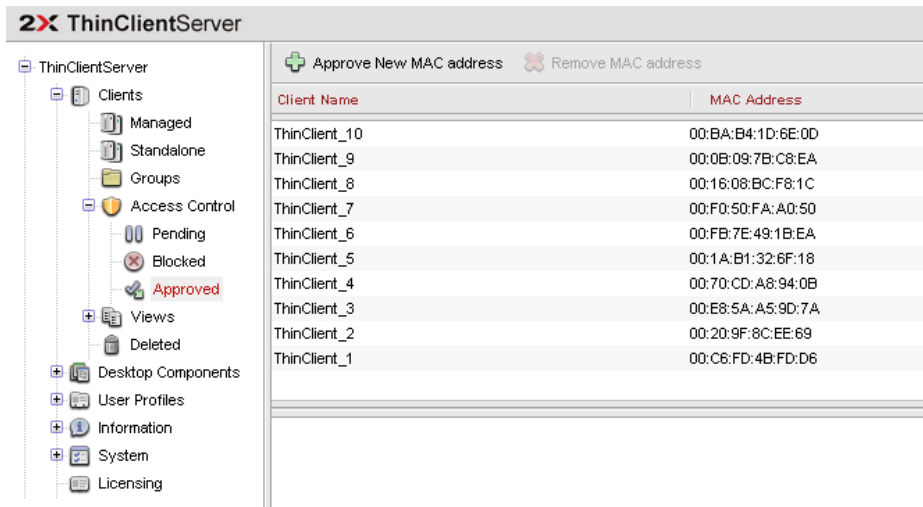 2X ThinClientServer
ThinClientServer
Clients
Managed
Standalone
Groups
Access Control
Pending
Blocked
Approved
Views
Deleted
Desktop Components
User Profiles
Information
System
Licensing
Approve New MAC address Remove MAC address
Client Name MAC Address
ThinClient_10 00:BA:B4:1D:6E:0D
ThinClient_9 00:0B:09:7B:C8:EA
ThinClient_8 00:16:08:BC:F8:1C
ThinClient_7 00:F0:50:FA:A0:50
ThinClient_6 00:FB:7E:49:1B:EA
ThinClient_5 00:1A:B1:32:6F:18
ThinClient_4 00:70:CD:A8:94:0B
ThinClient_3 00:E8:5A:A5:9D:7A
ThinClient_2 00:20:9F:8C:EE:69
ThinClient_1 00:C6:FD:4B:FD:D6